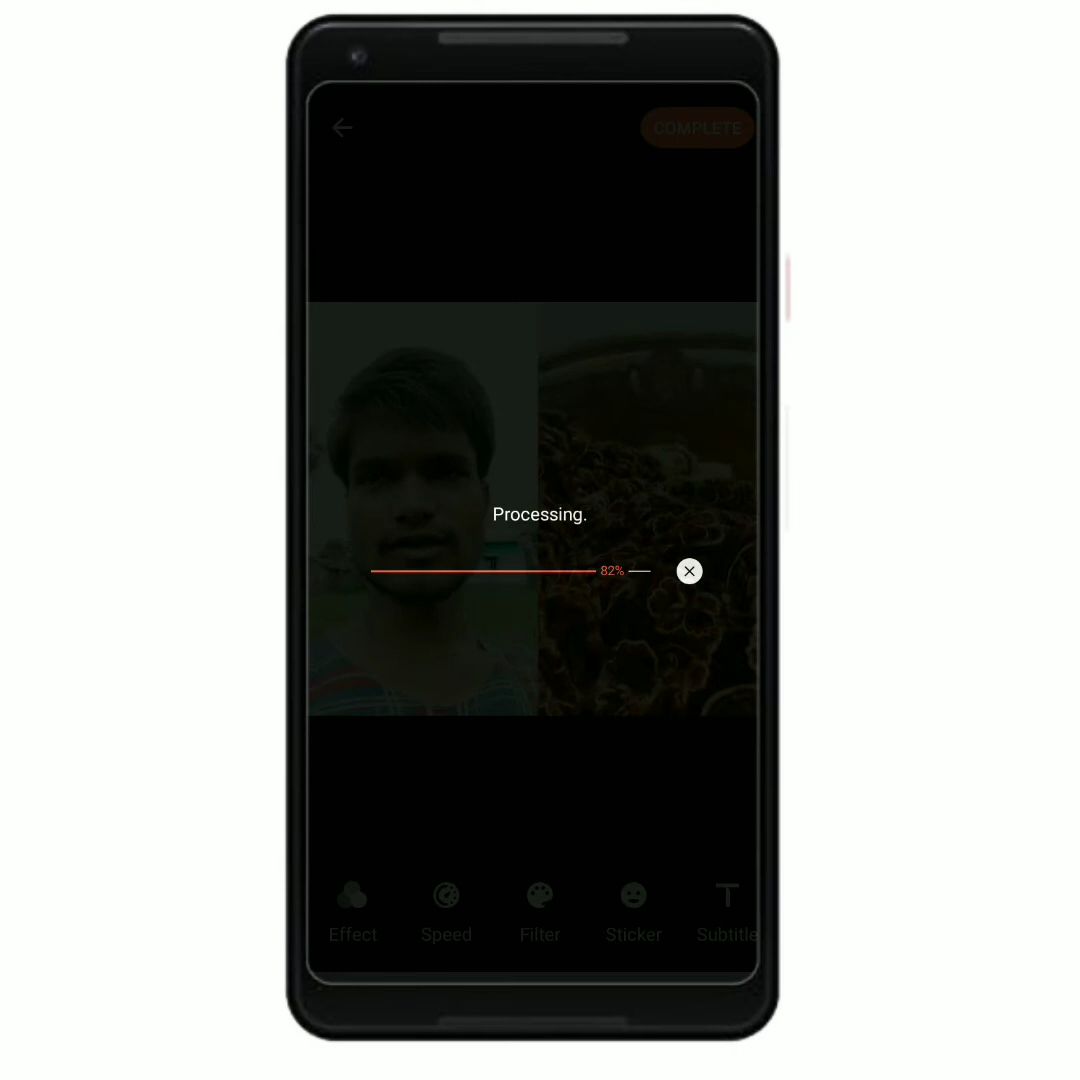 COMPLETE
Processing.
82%
Effect
Speed
Filter
Sticker
Subtitle